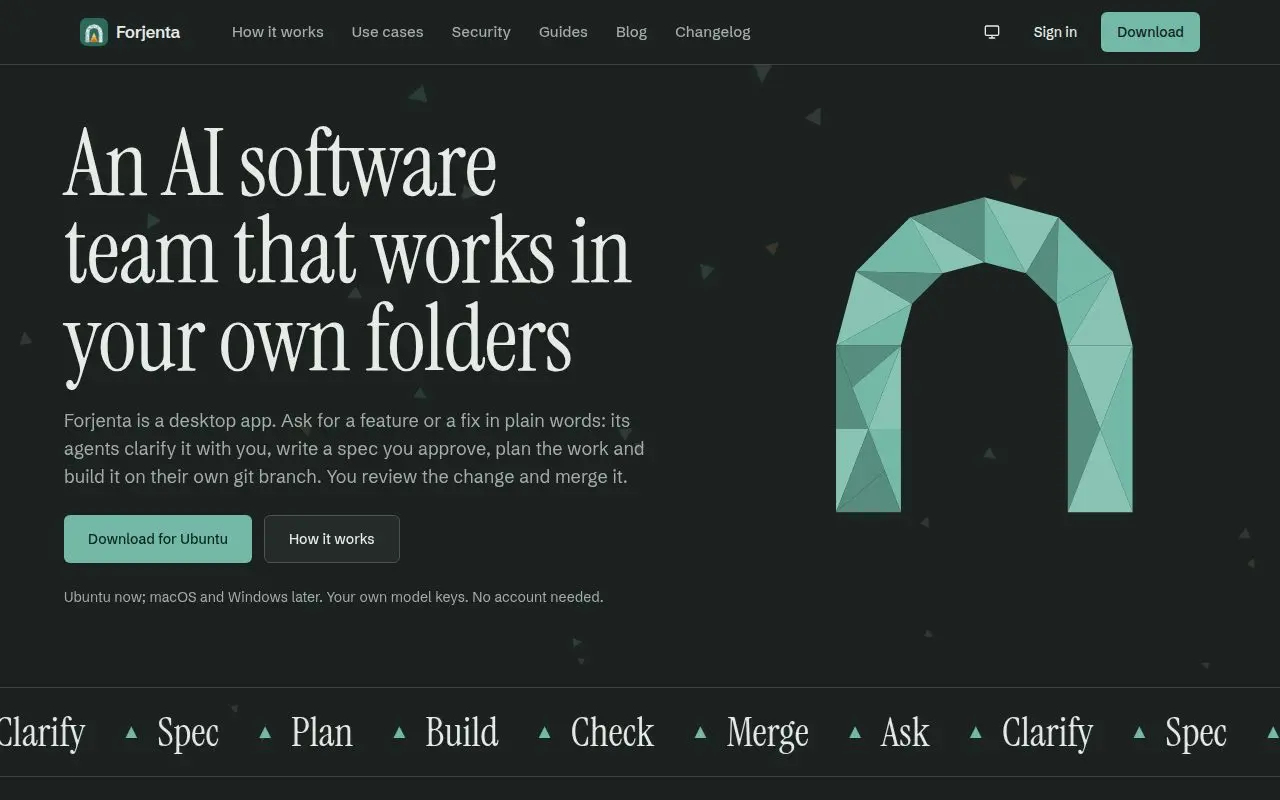 Forjenta
How it works
Use cases
Security
Guides
Blog
Changelog
Sign in
Download
An AI software
team that works in
your own folders
Forjenta is a desktop app. Ask for a feature or a fix in plain words: its
agents clarify it with you, write a spec you approve, plan the work and
build it on their own git branch. You review the change and merge it.
Download for Ubuntu
How it works
Ubuntu now; macOS and Windows later. Your own model keys. No account needed.
Clarify Spec Plan Build Check Merge Ask Clarify Spec